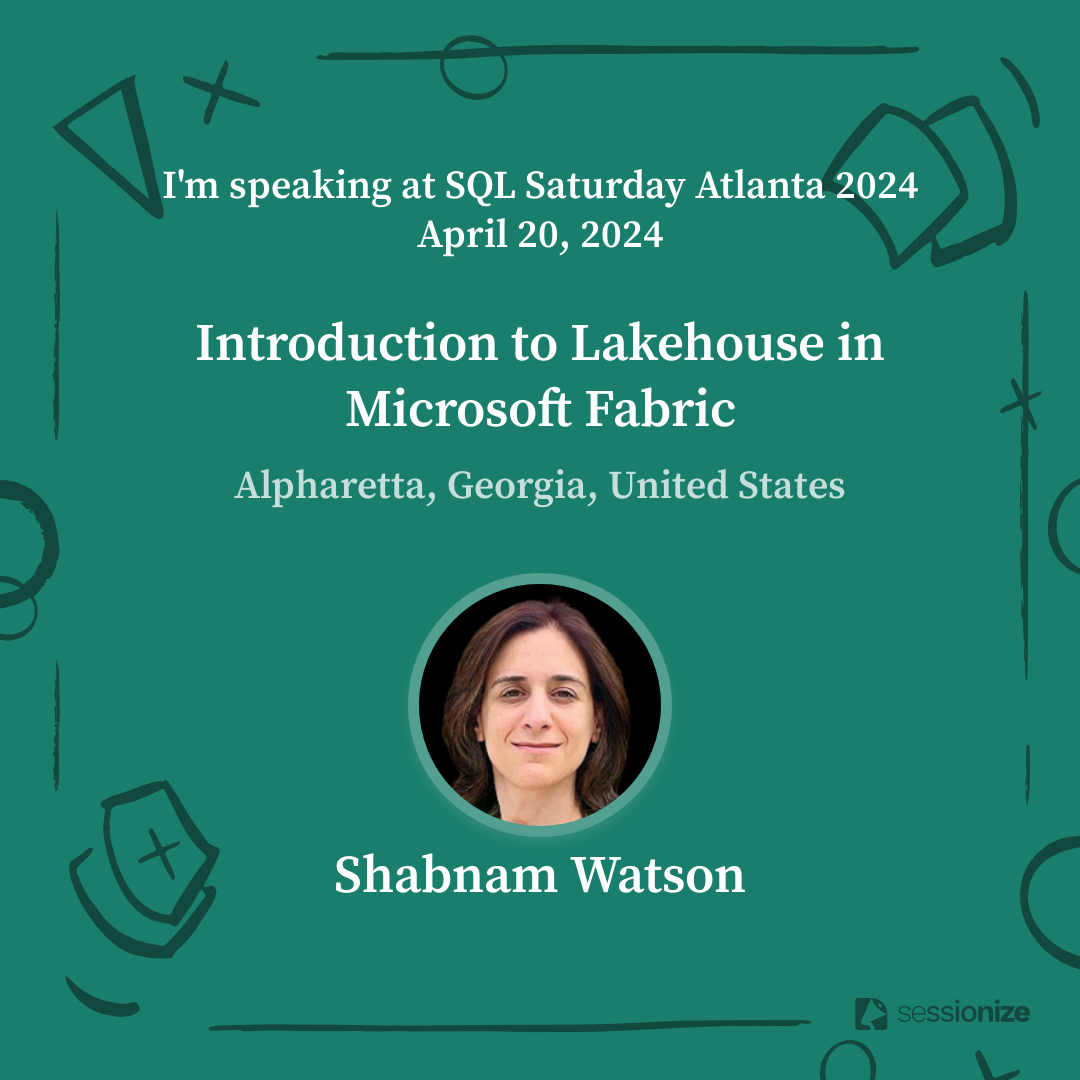 I'm speaking at SQL Saturday Atlanta 2024
April 20, 2024
Introduction to Lakehouse in
Microsoft Fabric
Alpharetta, Georgia, United States
Shabnam Watson
sessionize